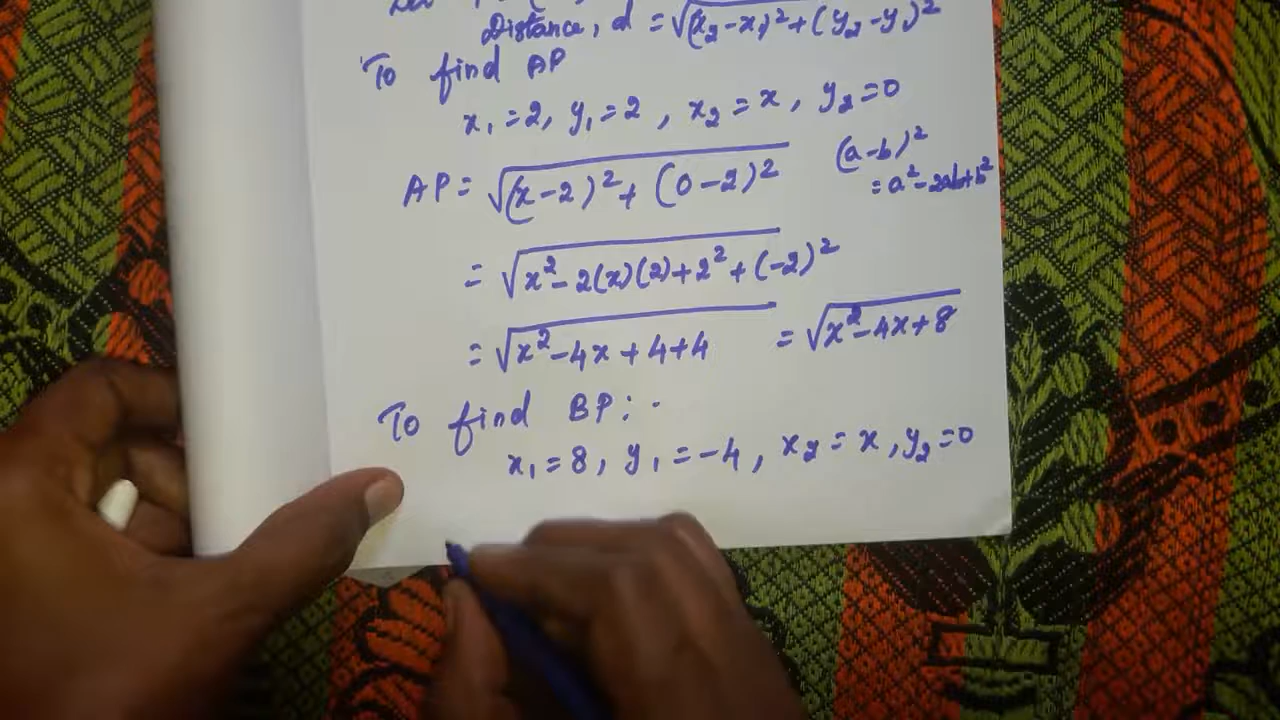 Distance, d = √(x₂-x₁)²+(y₂-y₁)²
To find AP
x₁=2, y₁=2 , x₂=x , y₂=0
AP = √(x-2)²+(0-2)²
(a-b)²
= a²-2ab+b²
= √x²-2(x)(2)+2²+(-2)²
= √x²-4x+4+4 = √x²-4x+8
To find BP:-
x₁=8, y₁=-4, x₂=x, y₂=0